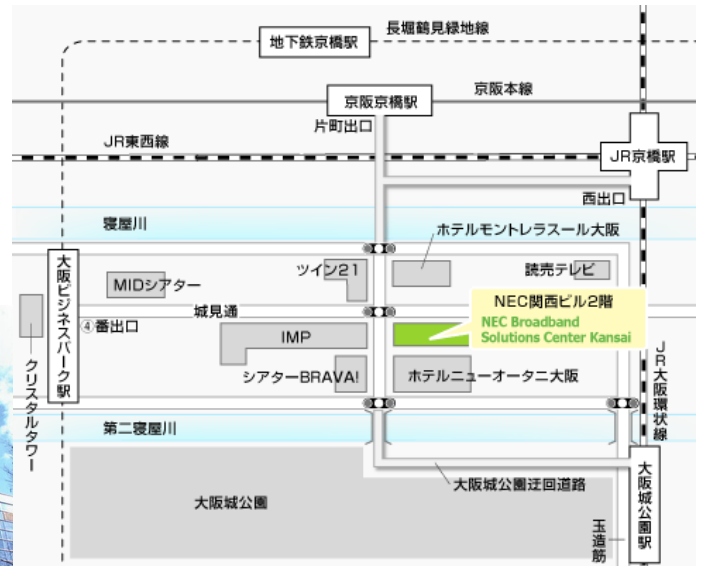 長堀鶴見緑地線
地下鉄京橋駅
京阪本線
京阪京橋駅
片町出口
JR東西線
JR京橋駅
西出口
寝屋川
ホテルモントレラスール大阪
ツイン21
読売テレビ
大阪ビジネスパーク駅
MIDシアター
NEC関西ビル2階
NEC Broadband
Solutions Center Kansai
城見通
④番出口
IMP
JR大阪環状線
クリスタルタワー
シアターBRAVA!
ホテルニューオータニ大阪
第二寝屋川
大阪城公園迂回道路
大阪城公園駅
大阪城公園
玉造筋